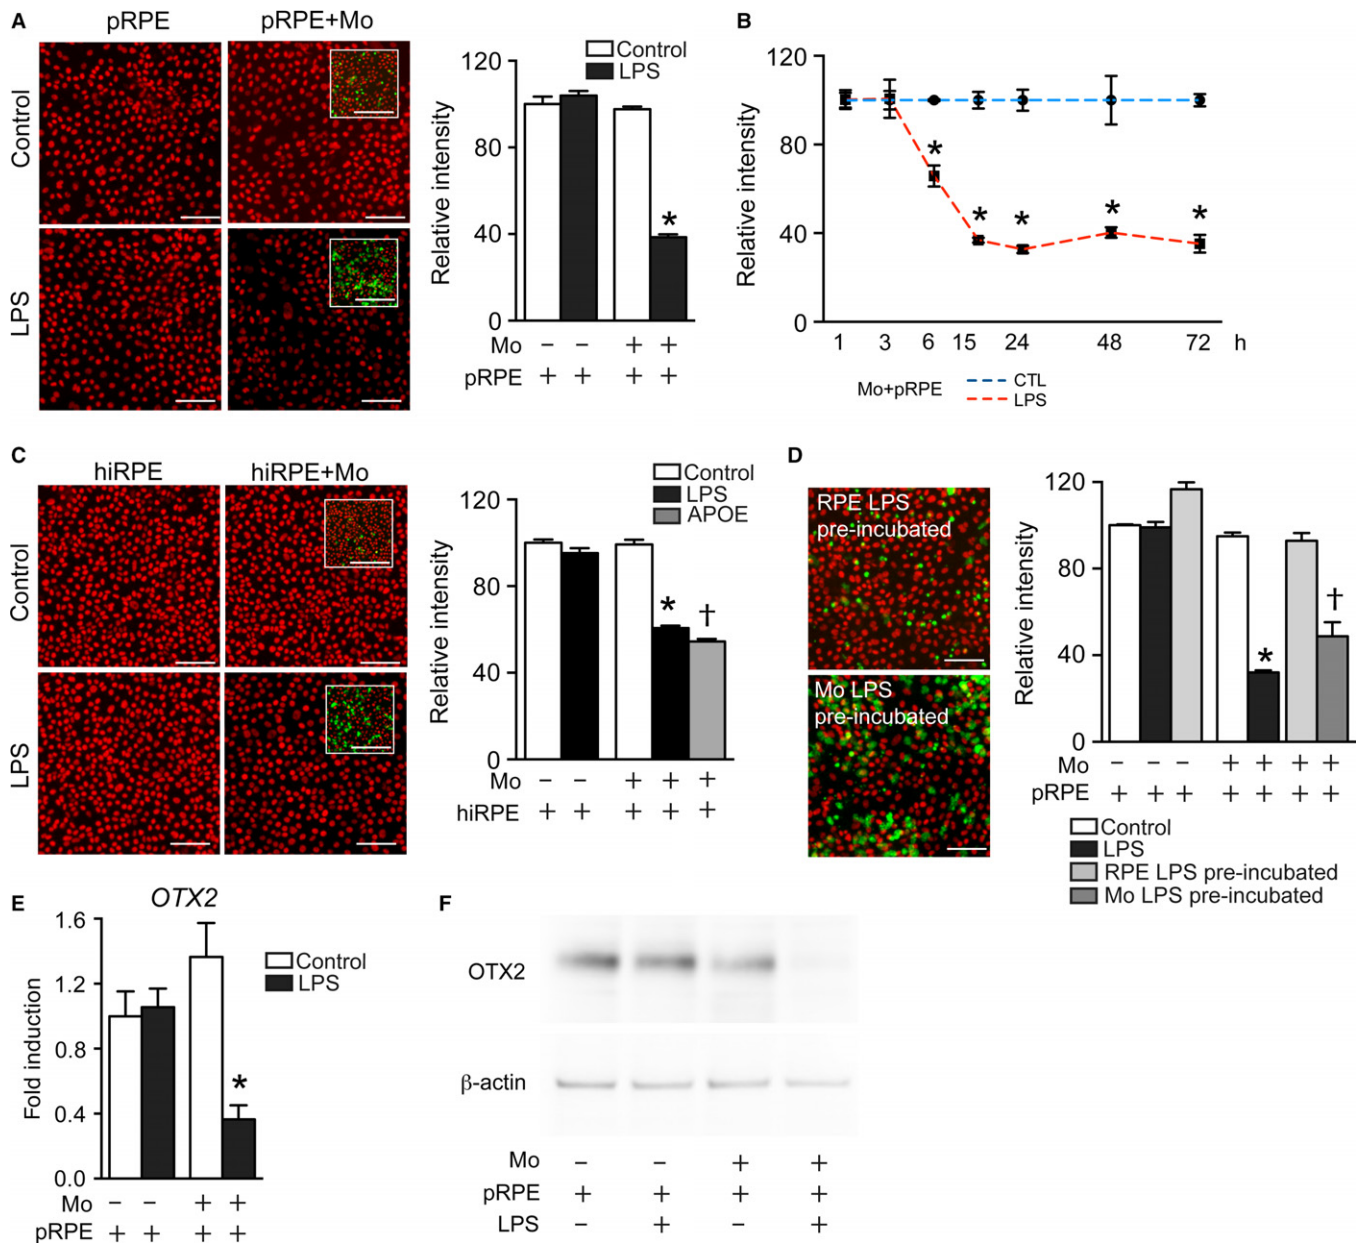 A
pRPE
pRPE+Mo
Control
LPS
Control
LPS
Relative intensity
120
80
40
0
*
Mo − − + +
pRPE + + + +
B
Relative intensity
120
80
40
0
* * * * *
1 3 6 15 24 48 72 h
Mo+pRPE
CTL
LPS
C
hiRPE
hiRPE+Mo
Control
LPS
Control
LPS
APOE
Relative intensity
120
80
40
0
* †
Mo − − + + +
hiRPE + + + + +
D
RPE LPS
pre-incubated
Mo LPS
pre-incubated
Relative intensity
120
80
40
0
* †
Mo + + + +
pRPE + + + + + + +
Control
LPS
RPE LPS pre-incubated
Mo LPS pre-incubated
E
OTX2
Control
LPS
Fold induction
1.6
1.2
0.8
0.4
0.0
*
Mo − − + +
pRPE + + + +
F
OTX2
β-actin
Mo − − + +
pRPE + + + +
LPS − + − +